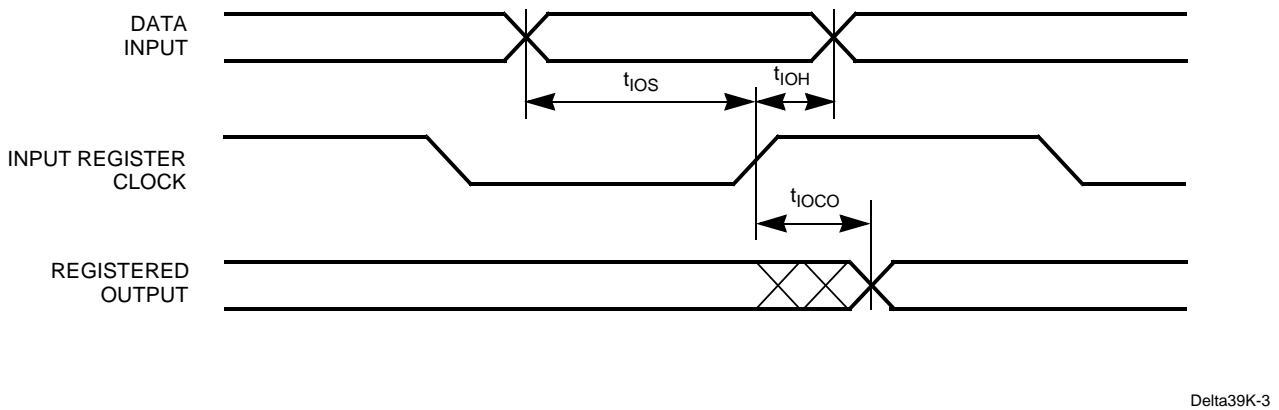 DATA
INPUT
tIOS
tIOH
INPUT REGISTER
CLOCK
tIOCO
REGISTERED
OUTPUT
Delta39K-3